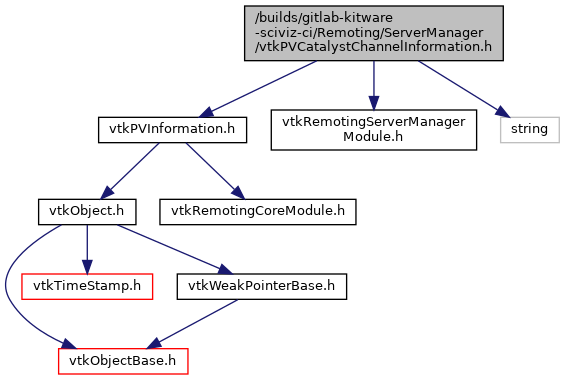 /builds/gitlab-kitware
-sciviz-ci/Remoting/ServerManager
/vtkPVCatalystChannelInformation.h
vtkPVInformation.h
vtkRemotingServerManager
Module.h
string
vtkObject.h
vtkRemotingCoreModule.h
vtkTimeStamp.h
vtkWeakPointerBase.h
vtkObjectBase.h